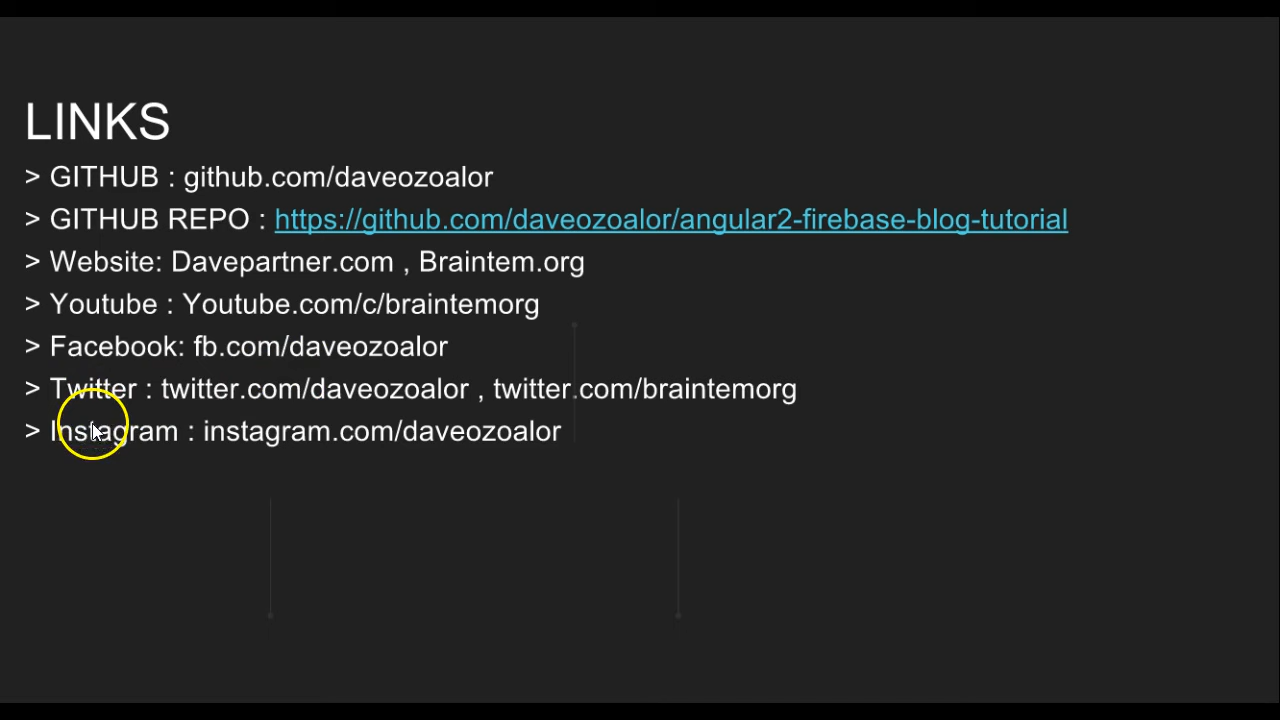 LINKS
> GITHUB : github.com/daveozoalor
> GITHUB REPO : https://github.com/daveozoalor/angular2-firebase-blog-tutorial
> Website: Davepartner.com , Braintem.org
> Youtube : Youtube.com/c/braintemorg
> Facebook: fb.com/daveozoalor
> Twitter : twitter.com/daveozoalor , twitter.com/braintemorg
> Instagram : instagram.com/daveozoalor